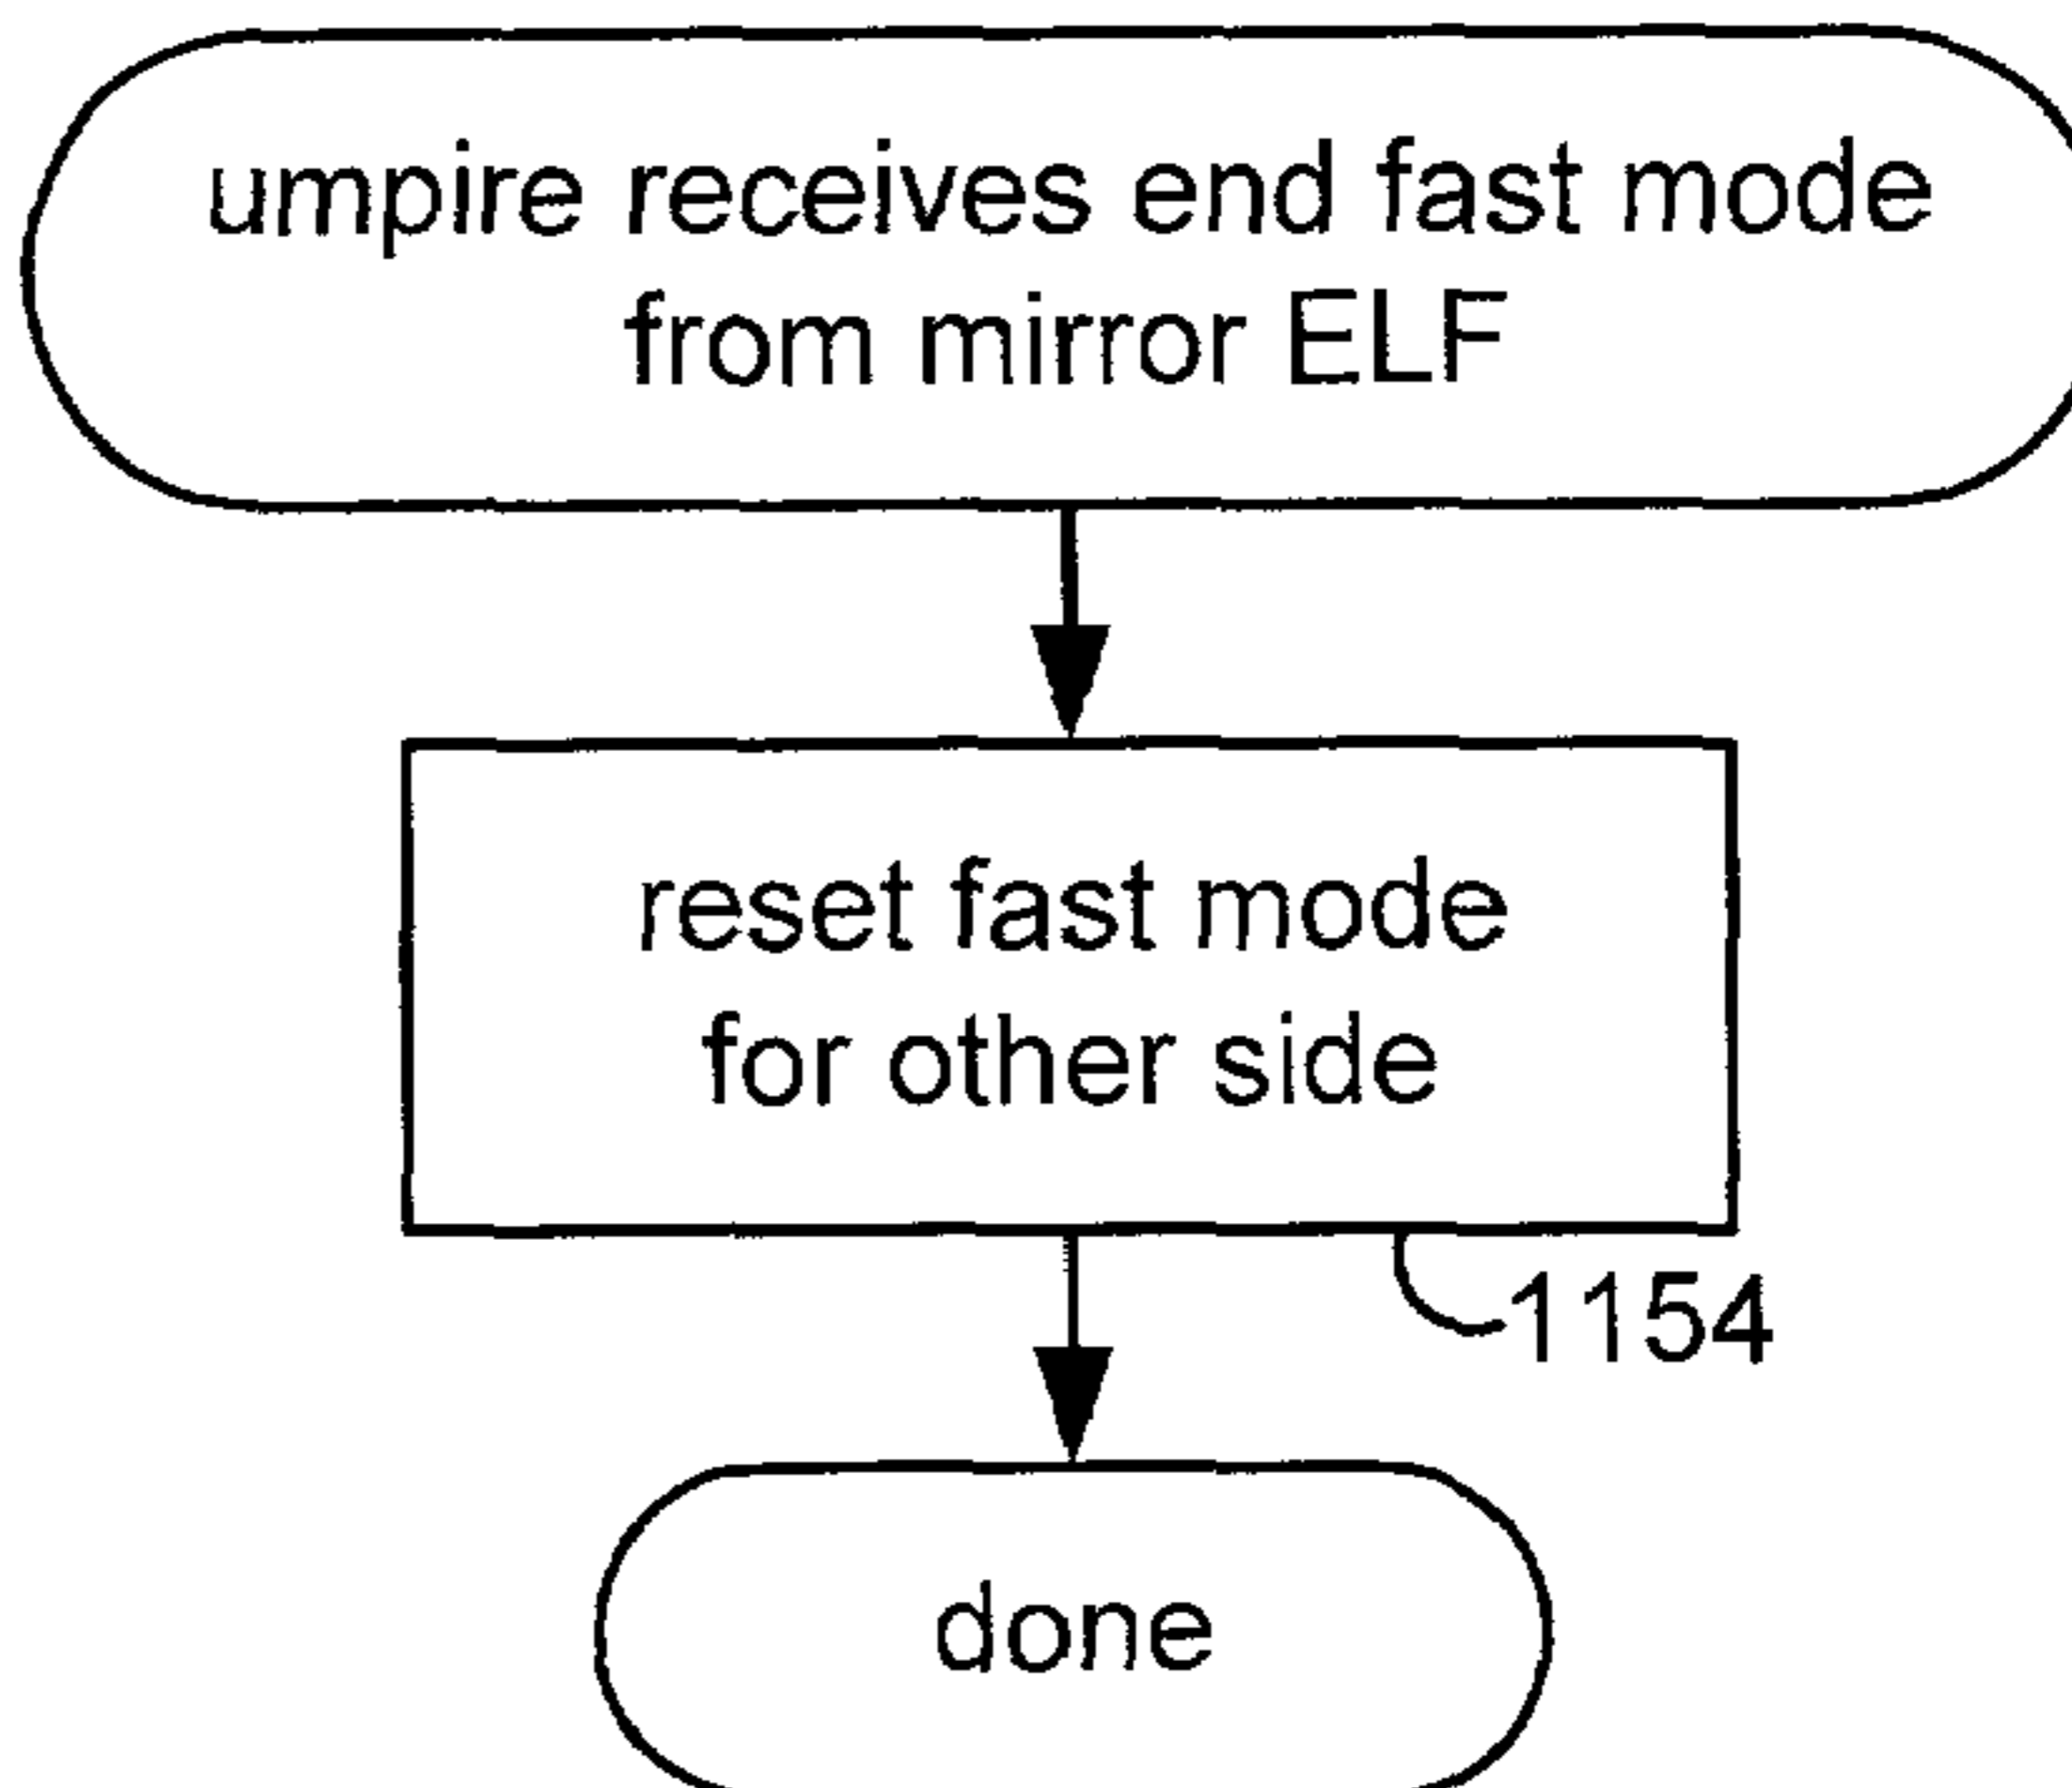 umpire receives end fast mode
from mirror ELF
reset fast mode
for other side
1154
done